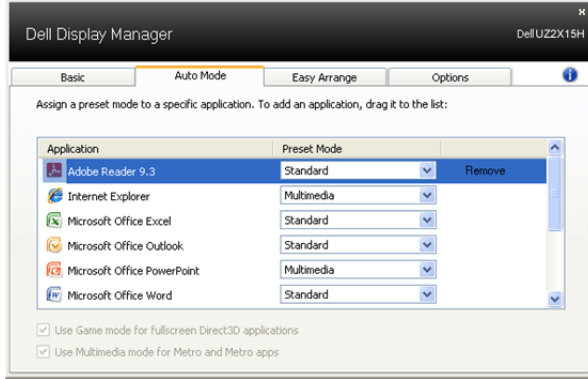 Dell Display Manager
Dell UZ2X15H
Basic Auto Mode Easy Arrange Options
Assign a preset mode to a specific application. To add an application, drag it to the list:
Application Preset Mode
Adobe Reader 9.3 Standard Remove
Internet Explorer Multimedia
Microsoft Office Excel Standard
Microsoft Office Outlook Standard
Microsoft Office PowerPoint Multimedia
Microsoft Office Word Standard
Use Game mode for fullscreen Direct3D applications
Use Multimedia mode for Metro and Metro apps